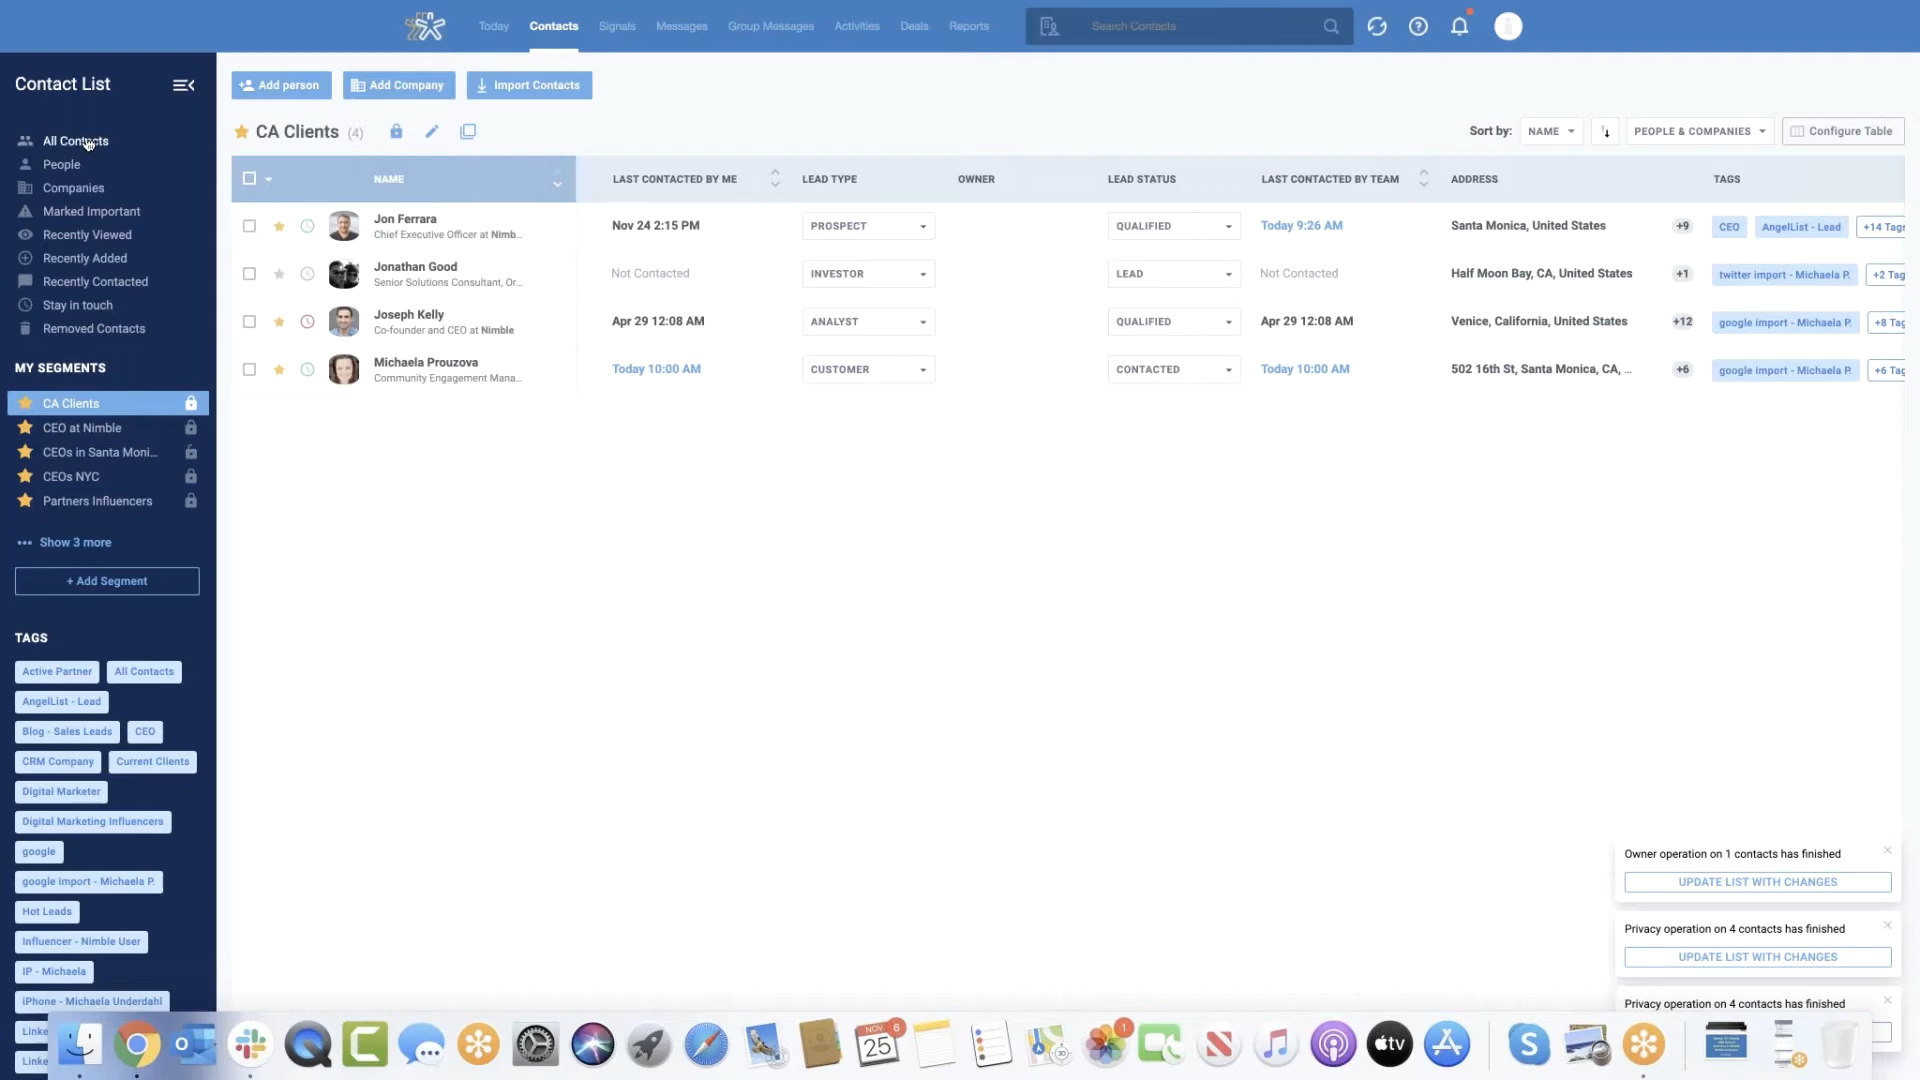 Today Contacts Signals Messages Group Messages Activities Deals Reports Search Contacts
Contact List
All Contacts
People
Companies
Marked Important
Recently Viewed
Recently Added
Recently Contacted
Stay in touch
Removed Contacts
MY SEGMENTS
CA Clients
CEO at Nimble
CEOs in Santa Moni...
CEOs NYC
Partners Influencers
Show 3 more
+ Add Segment
TAGS
Active Partner All Contacts
AngelList - Lead
Blog - Sales Leads CEO
CRM Company Current Clients
Digital Marketer
Digital Marketing Influencers
google
google import - Michaela P.
Hot Leads
Influencer - Nimble User
IP - Michaela
iPhone - Michaela Underdahl
Linke
Linke
Add person Add Company Import Contacts
CA Clients (4)
Sort by: NAME PEOPLE & COMPANIES Configure Table
NAME LAST CONTACTED BY ME LEAD TYPE OWNER LEAD STATUS LAST CONTACTED BY TEAM ADDRESS TAGS
Jon Ferrara
Chief Executive Officer at Nimb...
Nov 24 2:15 PM PROSPECT QUALIFIED Today 9:26 AM Santa Monica, United States +9 CEO AngelList - Lead +14 Tags
Jonathan Good
Senior Solutions Consultant, Or...
Not Contacted INVESTOR LEAD Not Contacted Half Moon Bay, CA, United States +1 twitter import - Michaela P. +2 Tag
Joseph Kelly
Co-founder and CEO at Nimble
Apr 29 12:08 AM ANALYST QUALIFIED Apr 29 12:08 AM Venice, California, United States +12 google import - Michaela P. +8 Tag
Michaela Prouzova
Community Engagement Mana...
Today 10:00 AM CUSTOMER CONTACTED Today 10:00 AM 502 16th St, Santa Monica, CA, ... +6 google import - Michaela P. +6 Tag
Owner operation on 1 contacts has finished
UPDATE LIST WITH CHANGES
Privacy operation on 4 contacts has finished
UPDATE LIST WITH CHANGES
Privacy operation on 4 contacts has finished
NOV
25
6
1
tv